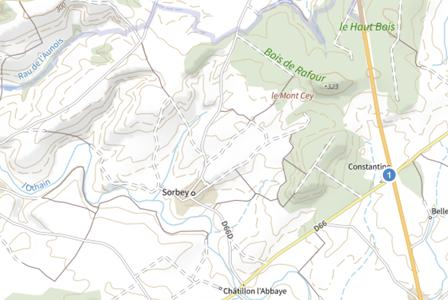 le Haut Bois
Rau de l'Aunois
Bois de Rafour
323
le Mont Cey
Constantine
1
l'Othain
Sorbey
Belle
D66D
D66
Châtillon l'Abbaye